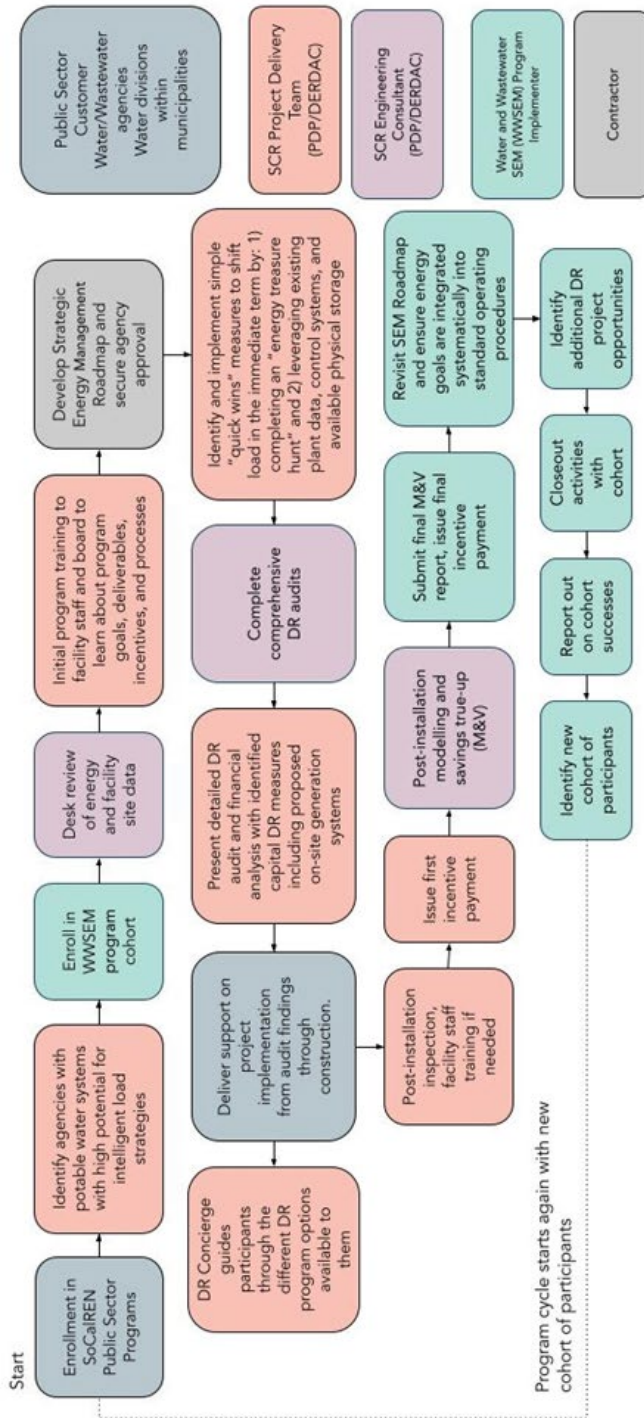 Start
Enrollment in
SoCalREN
Public Sector
Programs
Identify agencies with
potable water systems
with high potential for
intelligent load
strategies
Enroll in
WWSEM
program
cohort
Desk review
of energy
and facility
site data
Initial program training to
facility staff and board to
learn about program
goals, deliverables,
incentives, and processes
Develop Strategic
Energy Management
Roadmap and
secure agency
approval
Identify and implement simple
“quick wins” measures to shift
load in the immediate term by: 1)
completing an “energy treasure
hunt” and 2) leveraging existing
plant data, control systems, and
available physical storage
Complete
comprehensive
DR audits
Present detailed DR
audit and financial
analysis with identified
capital DR measures
including proposed
on-site generation
systems
Deliver support on
project
implementation
from audit findings
through
construction.
DR Concierge
guides
participants
through the
different DR
program options
available to
them
Post-installation
inspection,
facility staff
training if
needed
Issue first
incentive
payment
Post-installation
modelling and
savings true-up
(M&V)
Submit final M&V
report, issue final
incentive
payment
Revisit SEM Roadmap
and ensure energy
goals are integrated
systematically into
standard operating
procedures
Identify
additional DR
project
opportunities
Closeout
activities with
cohort
Report out
on cohort
successes
Identify new
cohort of
participants
Program cycle starts again with new
cohort of participants
Public Sector
Customer
Water/Wastewater
agencies
Water divisions
within
municipalities
SCR Project Delivery
Team
(PDP/DERDAC)
SCR Engineering
Consultant
(PDP/DERDAC)
Water and Wastewater
SEM (WWSEM) Program
Implementer
Contractor